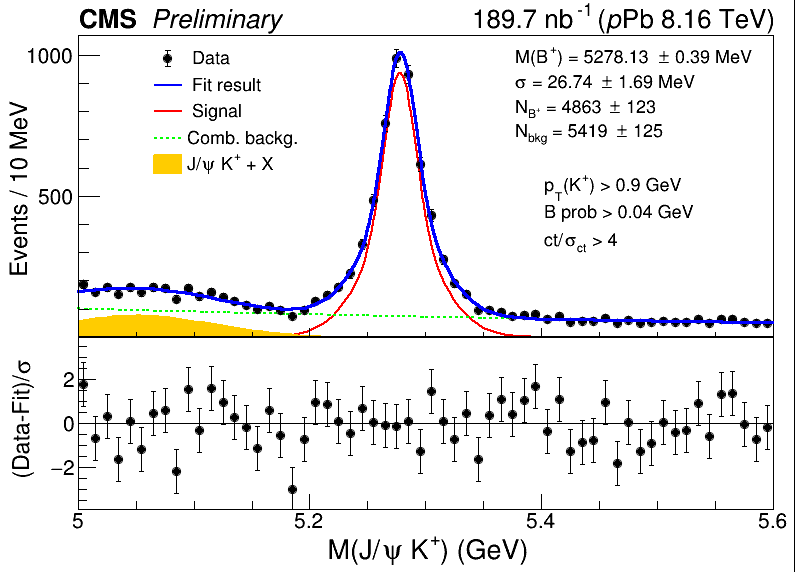 CMS Preliminary 189.7 nb⁻¹ (pPb 8.16 TeV)
Events / 10 MeV
1000
500
Data
Fit result
Signal
Comb. backg.
J/ψ K⁺ + X
M(B⁺) = 5278.13 ± 0.39 MeV
σ = 26.74 ± 1.69 MeV
N_B⁺ = 4863 ± 123
N_bkg = 5419 ± 125
p_T(K⁺) > 0.9 GeV
B prob > 0.04 GeV
ct/σ_ct > 4
(Data-Fit)/σ
2
0
−2
5 5.2 5.4 5.6
M(J/ψ K⁺) (GeV)